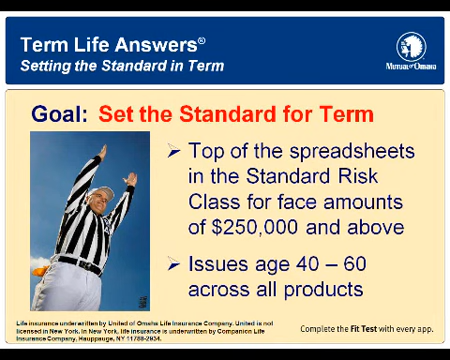 Term Life Answers®
Setting the Standard in Term
Mutual of Omaha
Goal: Set the Standard for Term
➢ Top of the spreadsheets
in the Standard Risk
Class for face amounts
of $250,000 and above
➢ Issues age 40 – 60
across all products
Life insurance underwritten by United of Omaha Life Insurance Company. United is not
licensed in New York. In New York, life insurance is underwritten by Companion Life
Insurance Company, Hauppauge, NY 11788-2934.
Complete the Fit Test with every app.